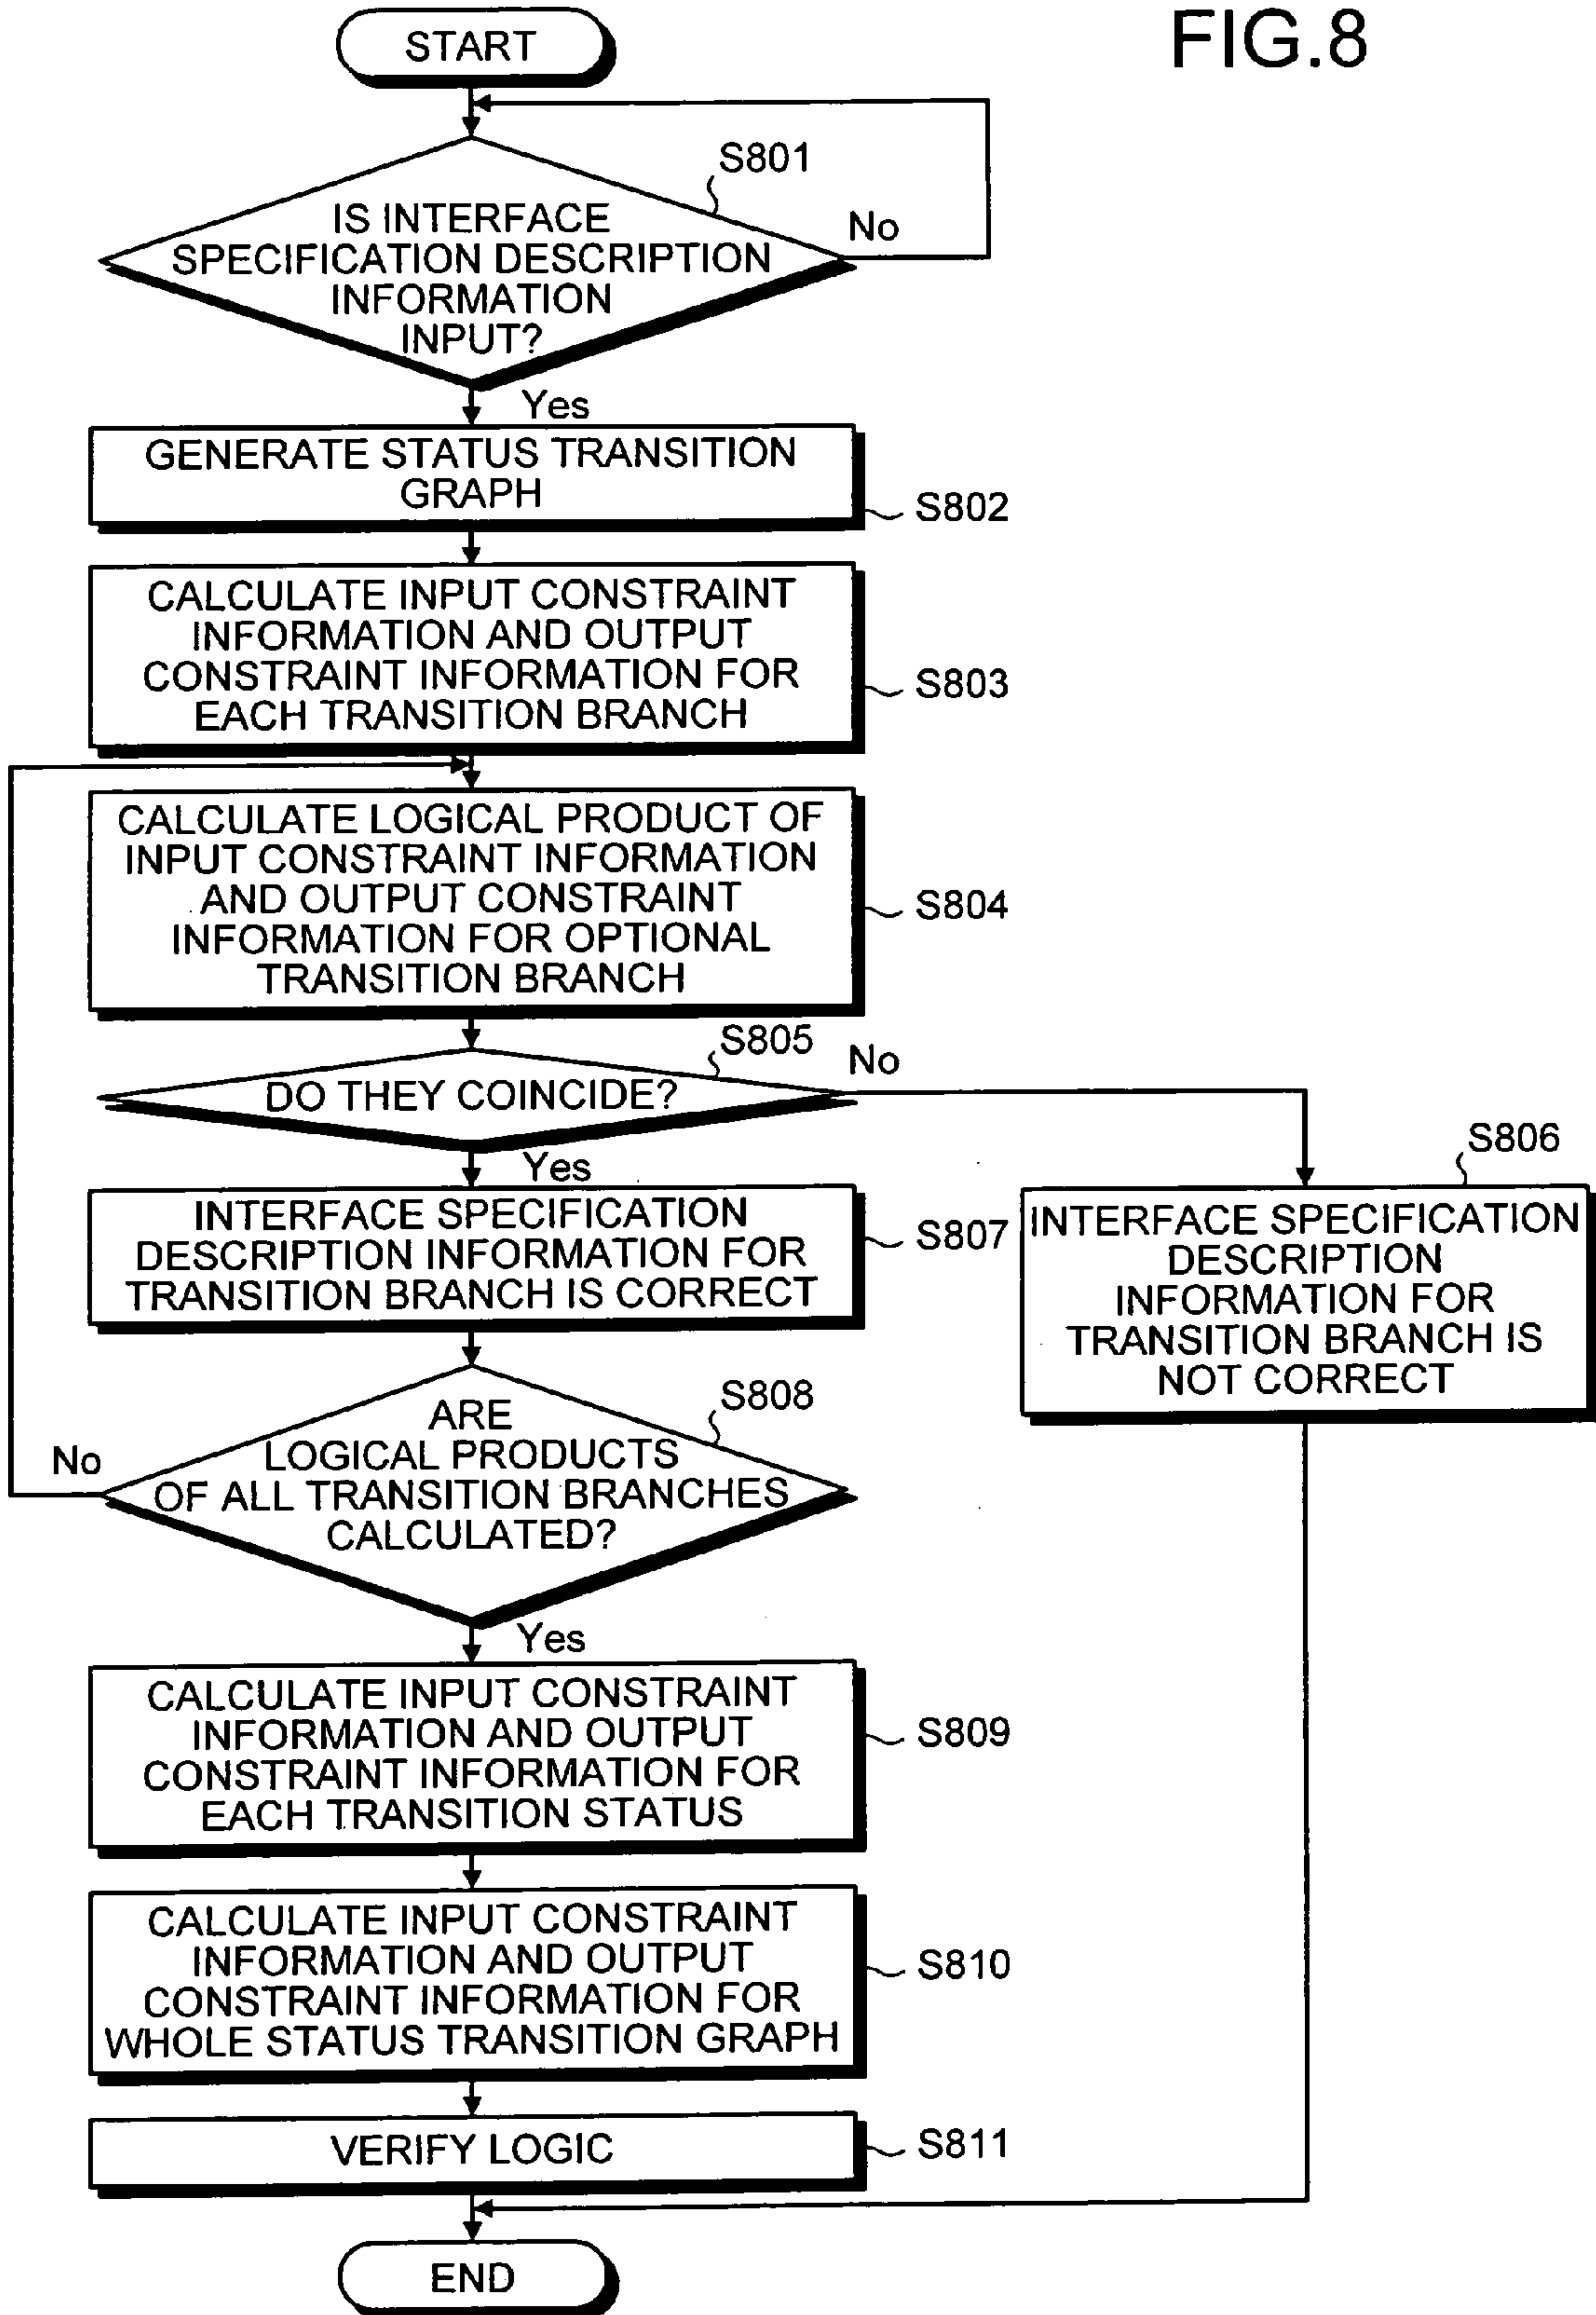 FIG.8
START
S801
IS INTERFACE
SPECIFICATION DESCRIPTION
INFORMATION
INPUT?
No
Yes
GENERATE STATUS TRANSITION
GRAPH
S802
CALCULATE INPUT CONSTRAINT
INFORMATION AND OUTPUT
CONSTRAINT INFORMATION FOR
EACH TRANSITION BRANCH
S803
CALCULATE LOGICAL PRODUCT OF
INPUT CONSTRAINT INFORMATION
AND OUTPUT CONSTRAINT
INFORMATION FOR OPTIONAL
TRANSITION BRANCH
S804
S805
DO THEY COINCIDE?
No
Yes
S806
INTERFACE SPECIFICATION
DESCRIPTION
INFORMATION FOR
TRANSITION BRANCH IS
NOT CORRECT
INTERFACE SPECIFICATION
DESCRIPTION INFORMATION FOR
TRANSITION BRANCH IS CORRECT
S807
S808
ARE
LOGICAL PRODUCTS
OF ALL TRANSITION BRANCHES
CALCULATED?
No
Yes
CALCULATE INPUT CONSTRAINT
INFORMATION AND OUTPUT
CONSTRAINT INFORMATION FOR
EACH TRANSITION STATUS
S809
CALCULATE INPUT CONSTRAINT
INFORMATION AND OUTPUT
CONSTRAINT INFORMATION FOR
WHOLE STATUS TRANSITION GRAPH
S810
VERIFY LOGIC
S811
END